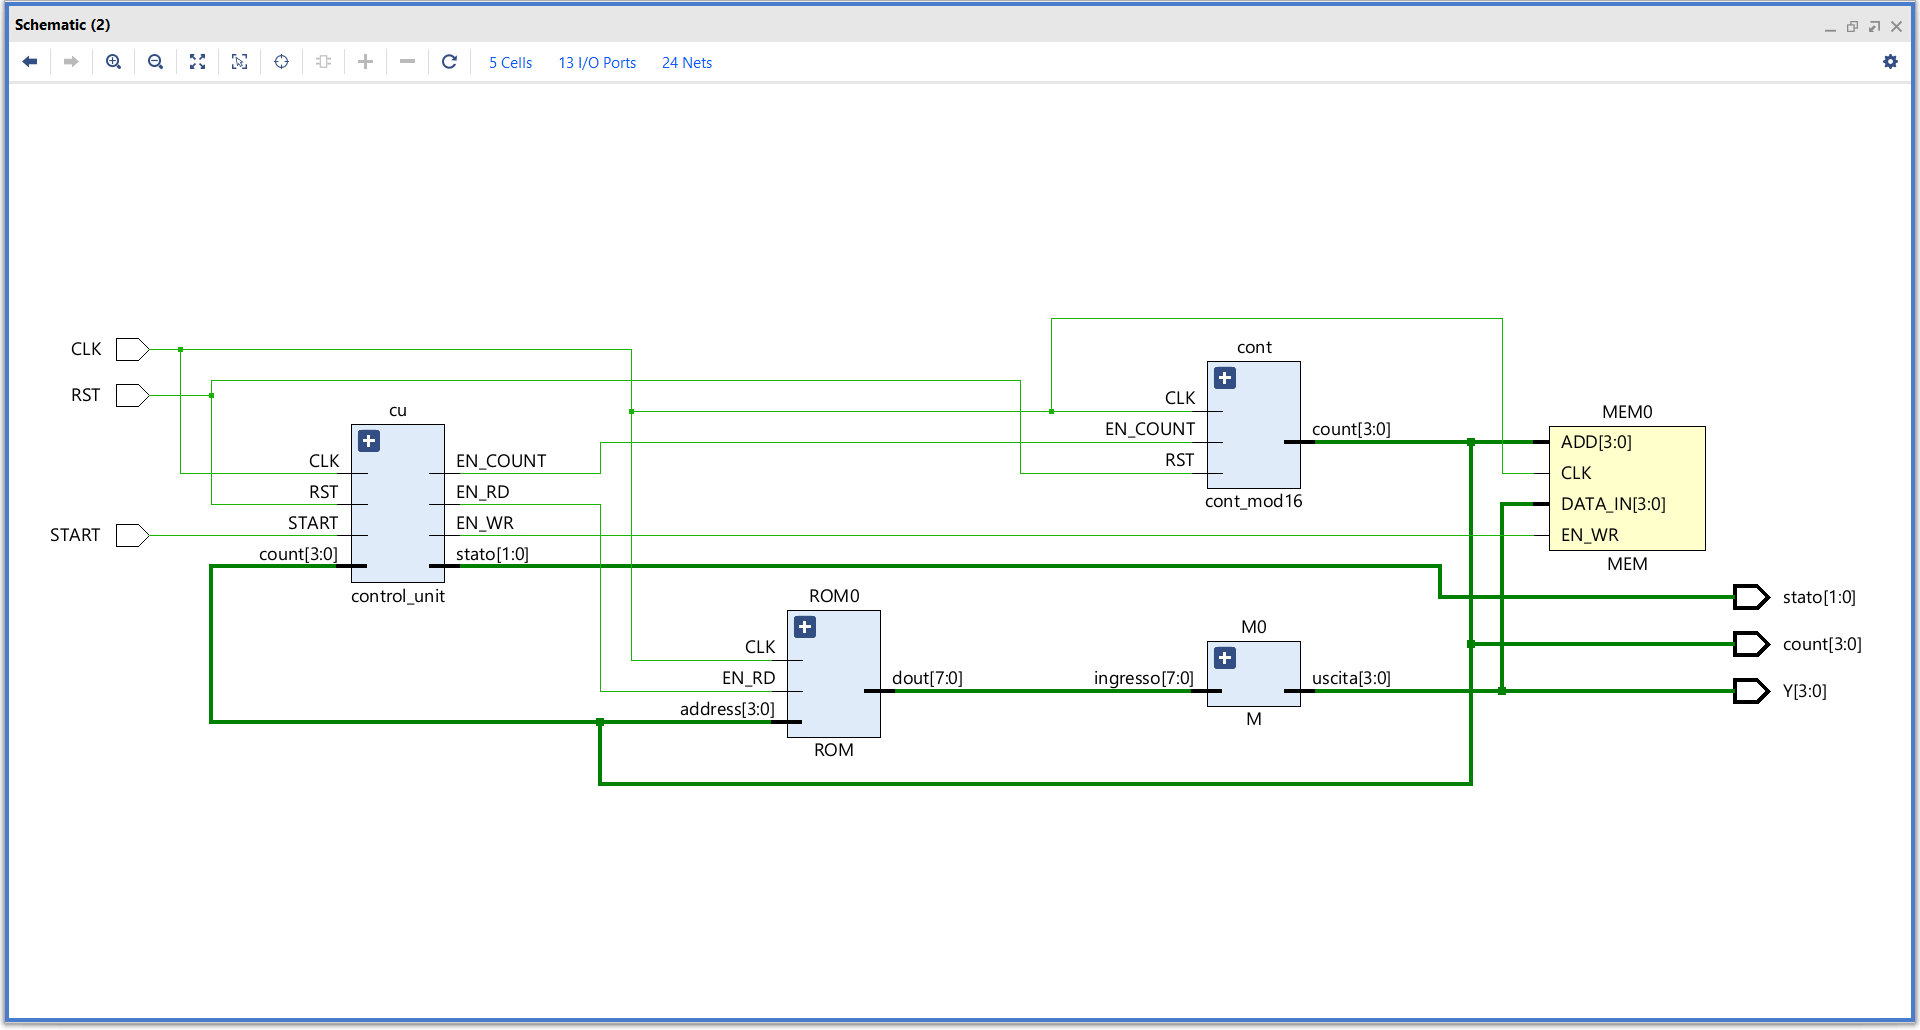 Schematic (2)
5 Cells 13 I/O Ports 24 Nets
CLK
RST
START
cu
CLK
RST
START
count[3:0]
EN_COUNT
EN_RD
EN_WR
stato[1:0]
control_unit
ROM0
CLK
EN_RD
address[3:0]
dout[7:0]
ROM
cont
CLK
EN_COUNT
RST
count[3:0]
cont_mod16
M0
ingresso[7:0]
uscita[3:0]
M
MEM0
ADD[3:0]
CLK
DATA_IN[3:0]
EN_WR
MEM
stato[1:0]
count[3:0]
Y[3:0]